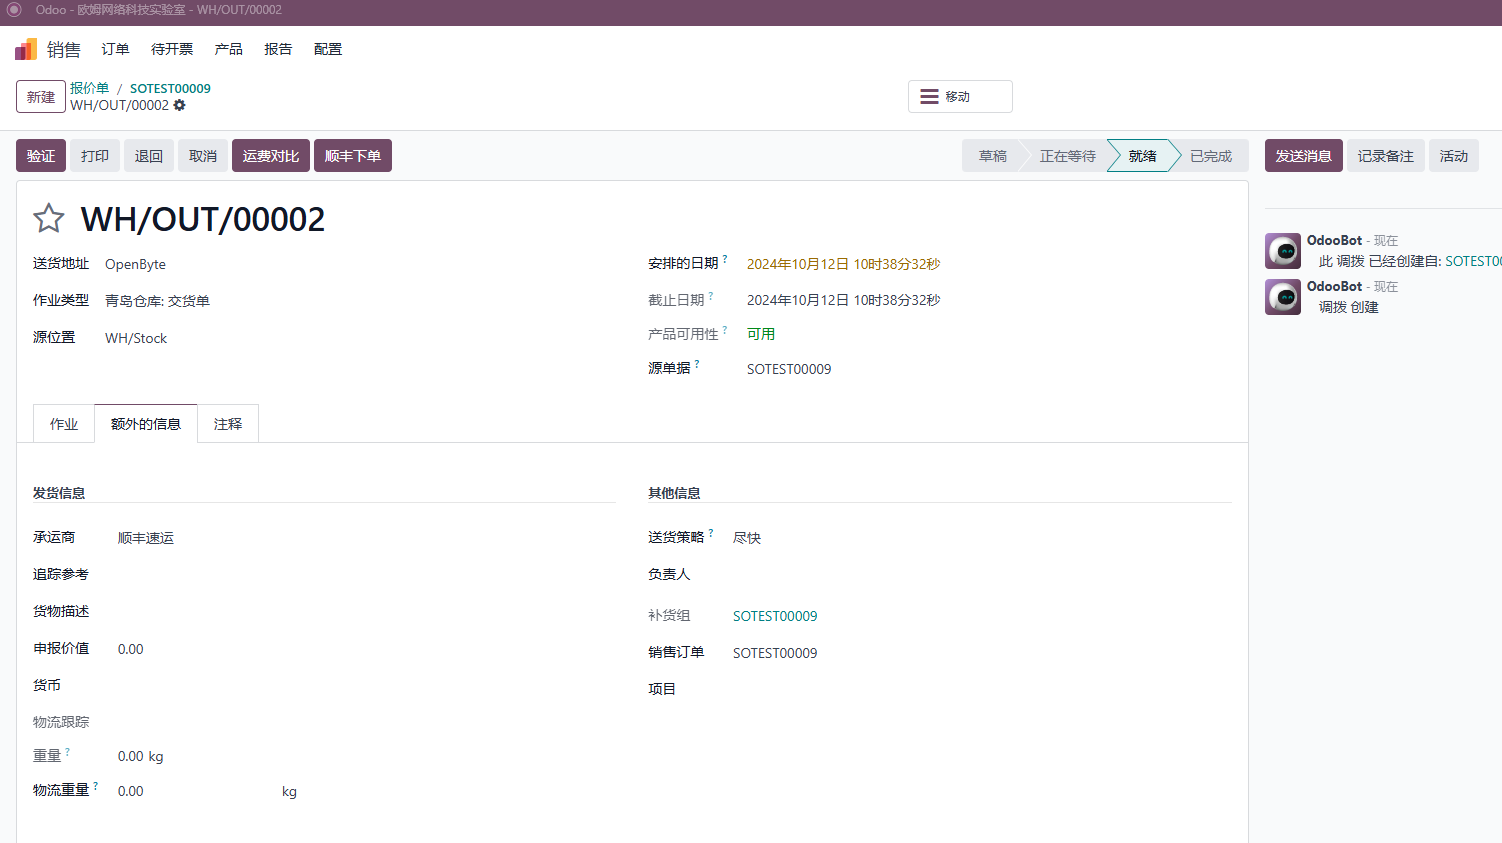 Odoo - 欧姆网络科技实验室 - WH/OUT/00002
销售 订单 待开票 产品 报告 配置
新建 报价单 / SOTEST00009
WH/OUT/00002
移动
验证 打印 退回 取消 运费对比 顺丰下单 草稿 正在等待 就绪 已完成 发送消息 记录备注 活动
WH/OUT/00002
送货地址 OpenByte
作业类型 青岛仓库: 交货单
源位置 WH/Stock
安排的日期 ? 2024年10月12日 10时38分32秒
截止日期 ? 2024年10月12日 10时38分32秒
产品可用性 ? 可用
源单据 ? SOTEST00009
OdooBot - 现在
此 调拨 已经创建自: SOTEST00
OdooBot - 现在
调拨 创建
作业 额外的信息 注释
发货信息
承运商 顺丰速运
追踪参考
货物描述
申报价值 0.00
货币
物流跟踪
重量 ? 0.00 kg
物流重量 ? 0.00 kg
其他信息
送货策略 ? 尽快
负责人
补货组 SOTEST00009
销售订单 SOTEST00009
项目